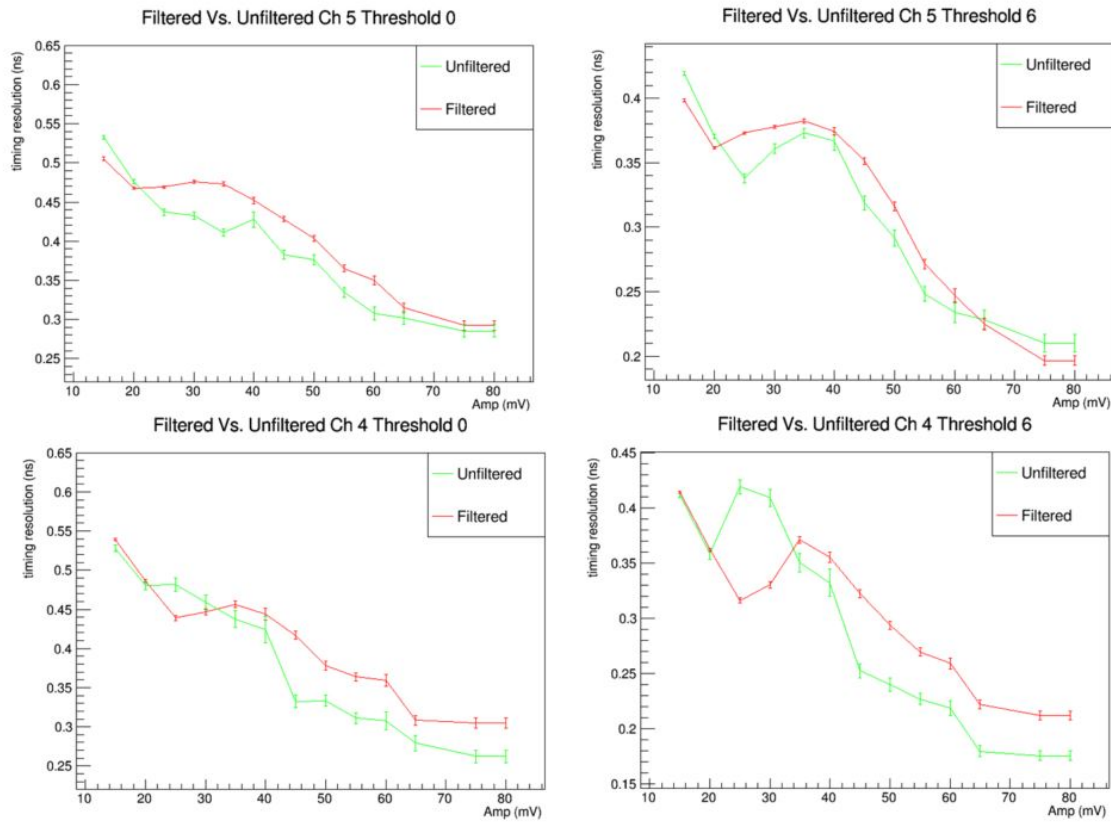 Filtered Vs. Unfiltered Ch 5 Threshold 0
timing resolution (ns)
0.65
0.6
0.55
0.5
0.45
0.4
0.35
0.3
0.25
Unfiltered
Filtered
10 20 30 40 50 60 70 80
Amp (mV)
Filtered Vs. Unfiltered Ch 5 Threshold 6
timing resolution (ns)
0.4
0.35
0.3
0.25
0.2
Unfiltered
Filtered
10 20 30 40 50 60 70 80
Amp (mV)
Filtered Vs. Unfiltered Ch 4 Threshold 0
timing resolution (ns)
0.65
0.6
0.55
0.5
0.45
0.4
0.35
0.3
0.25
Unfiltered
Filtered
10 20 30 40 50 60 70 80
Amp (mV)
Filtered Vs. Unfiltered Ch 4 Threshold 6
timing resolution (ns)
0.45
0.4
0.35
0.3
0.25
0.2
0.15
Unfiltered
Filtered
10 20 30 40 50 60 70 80
Amp (mV)